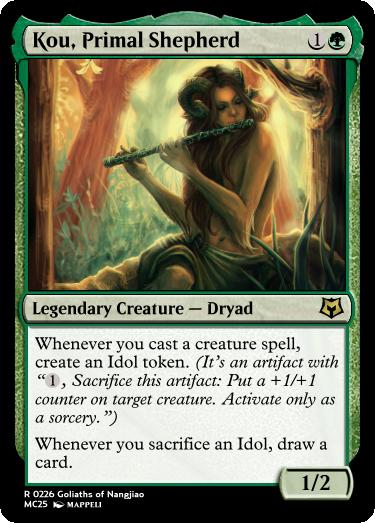 Kou, Primal Shepherd 1
Legendary Creature — Dryad
Whenever you cast a creature spell,
create an Idol token. (It's an artifact with
"1, Sacrifice this artifact: Put a +1/+1
counter on target creature. Activate only as
a sorcery.")
Whenever you sacrifice an Idol, draw a
card.
1/2
R 0226 Goliaths of Nangjiao
MC25 MAPPELI